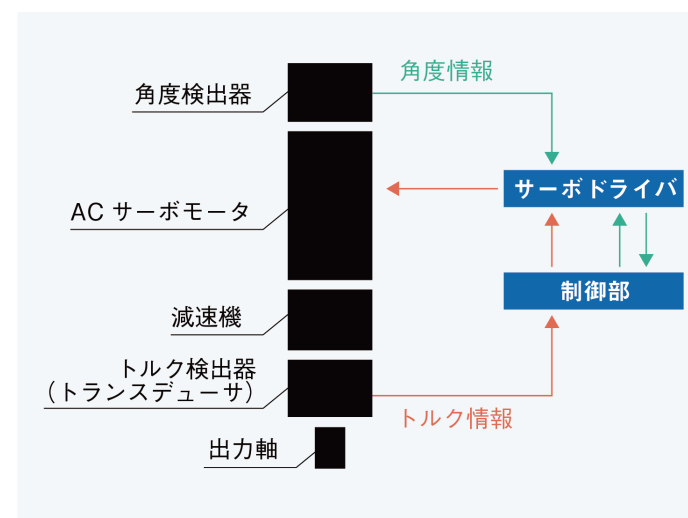 角度検出器
角度情報
サーボドライバ
ACサーボモータ
制御部
減速機
トルク検出器
（トランスデューサ）
トルク情報
出力軸